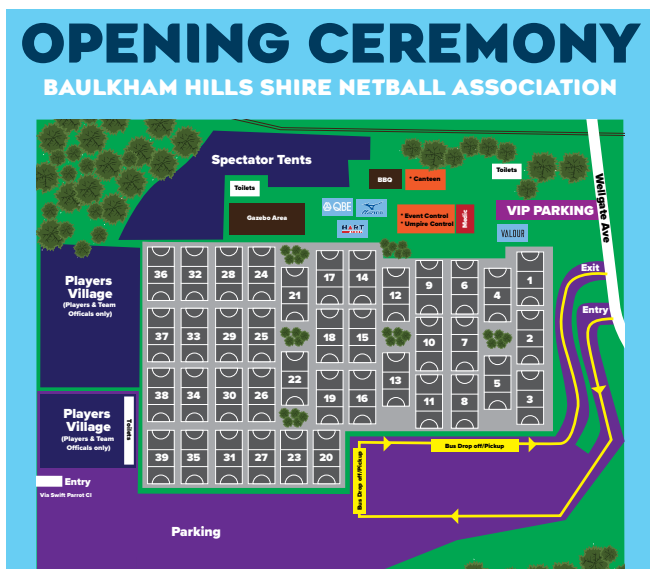 OPENING CEREMONY
BAULKHAM HILLS SHIRE NETBALL ASSOCIATION
Spectator Tents
Toilets
BBQ
* Canteen
Toilets
Wellgate Ave
Gazebo Area
QBE
MIZUNO
HART
SPORT
* Event Control
* Umpire Control
Medic
VIP PARKING
VALOUR
Exit
Entry
Players
Village
(Players & Team
Officals only)
36
32
28
24
21
17
14
12
9
6
4
1
37
33
29
25
18
15
10
7
2
22
13
5
38
34
30
26
19
16
11
8
3
39
35
31
27
23
20
Players
Village
(Players & Team
Officals only)
Toilets
Entry
Via Swift Parrot Cl
Bus Drop off/Pickup
Bus Drop off/Pickup
Parking